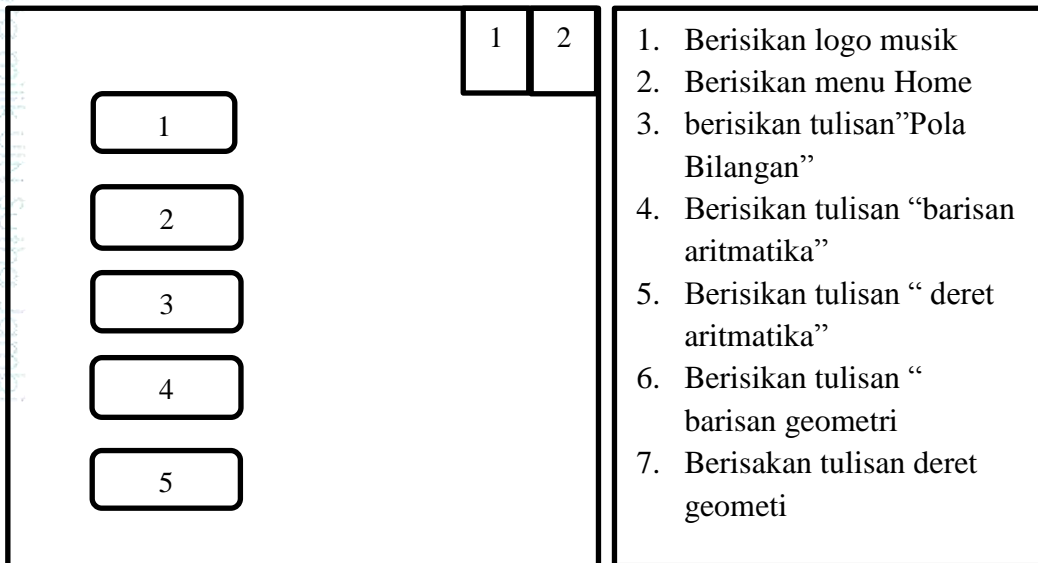 1 2
1
2
3
4
5
1. Berisikan logo musik
2. Berisikan menu Home
3. berisikan tulisan”Pola
Bilangan”
4. Berisikan tulisan “barisan
aritmatika”
5. Berisikan tulisan “ deret
aritmatika”
6. Berisikan tulisan “
barisan geometri
7. Berisakan tulisan deret
geometi